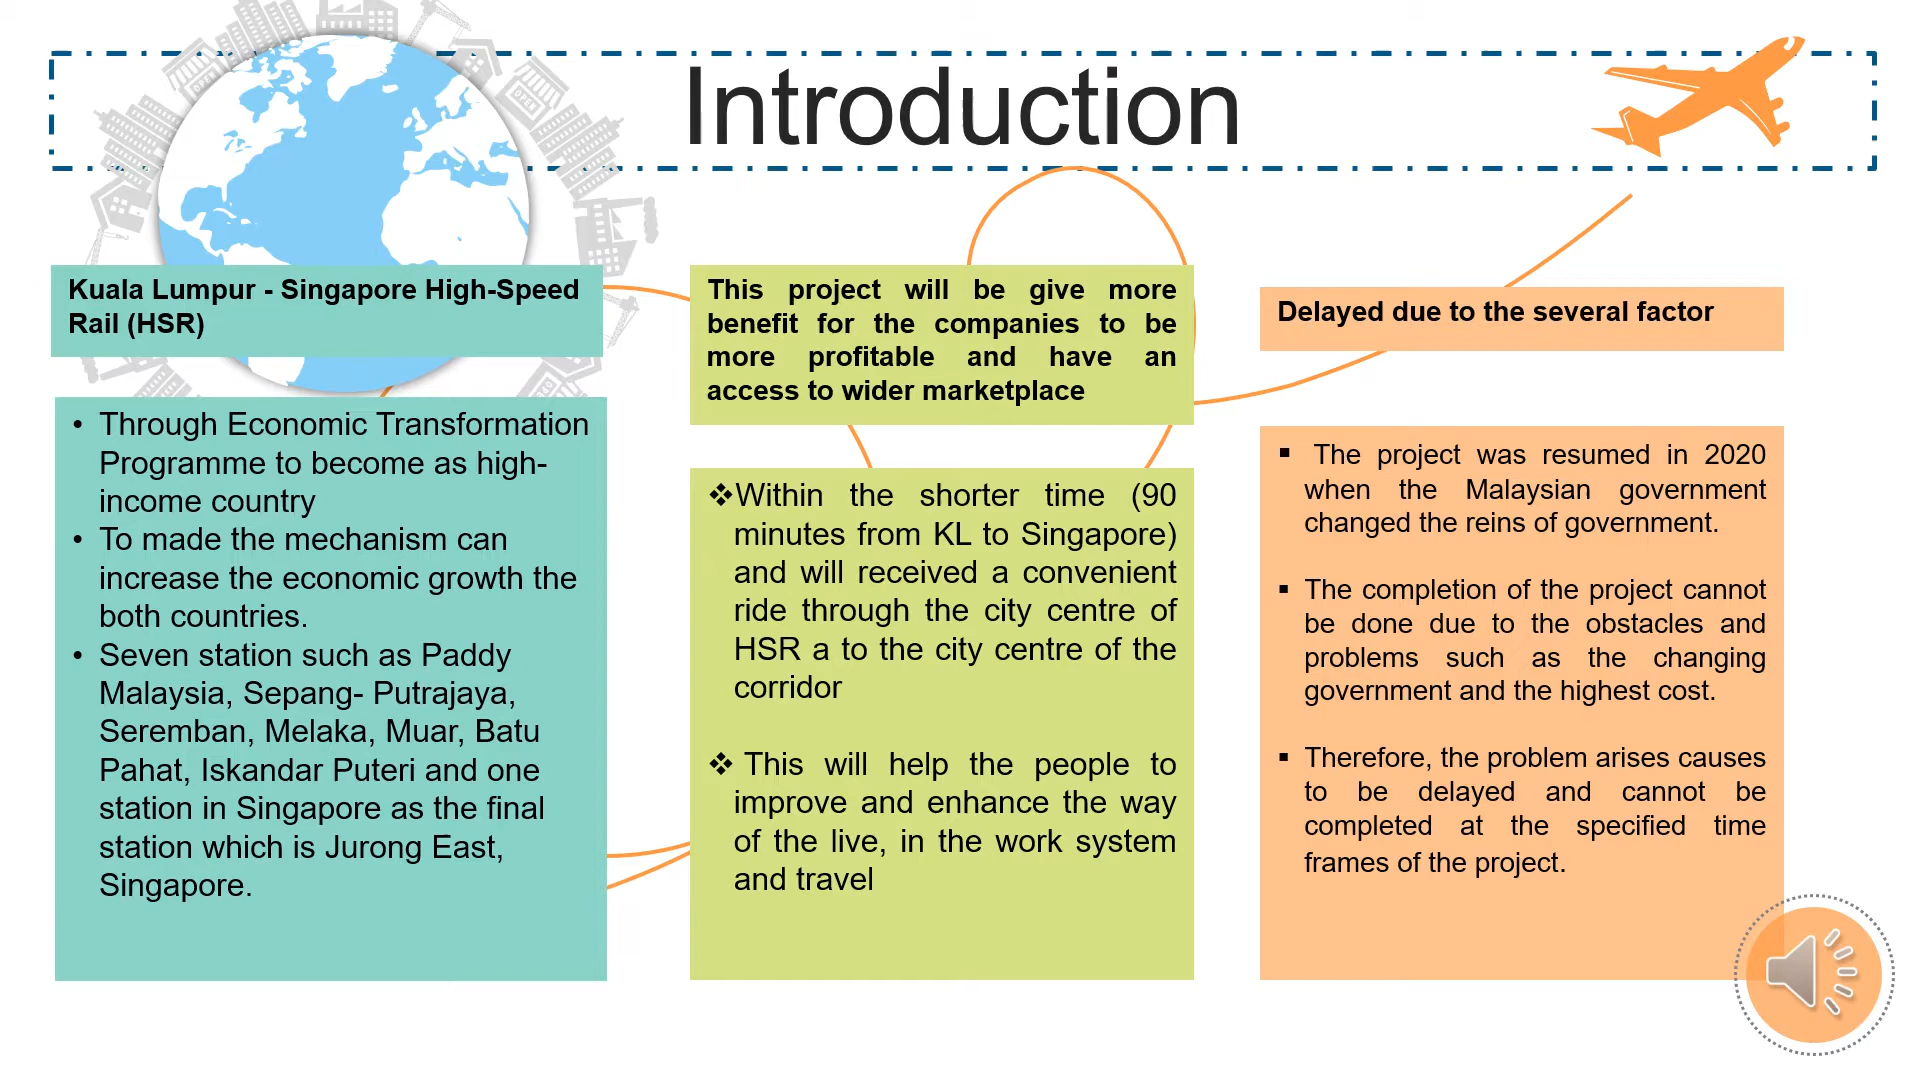 Introduction
OPEN
OPEN
Kuala Lumpur - Singapore High-Speed
Rail (HSR)
• Through Economic Transformation
Programme to become as high-
income country
• To made the mechanism can
increase the economic growth the
both countries.
• Seven station such as Paddy
Malaysia, Sepang- Putrajaya,
Seremban, Melaka, Muar, Batu
Pahat, Iskandar Puteri and one
station in Singapore as the final
station which is Jurong East,
Singapore.
This project will be give more
benefit for the companies to be
more profitable and have an
access to wider marketplace
❖Within the shorter time (90
minutes from KL to Singapore)
and will received a convenient
ride through the city centre of
HSR a to the city centre of the
corridor
❖ This will help the people to
improve and enhance the way
of the live, in the work system
and travel
Delayed due to the several factor
▪ The project was resumed in 2020
when the Malaysian government
changed the reins of government.
▪ The completion of the project cannot
be done due to the obstacles and
problems such as the changing
government and the highest cost.
▪ Therefore, the problem arises causes
to be delayed and cannot be
completed at the specified time
frames of the project.